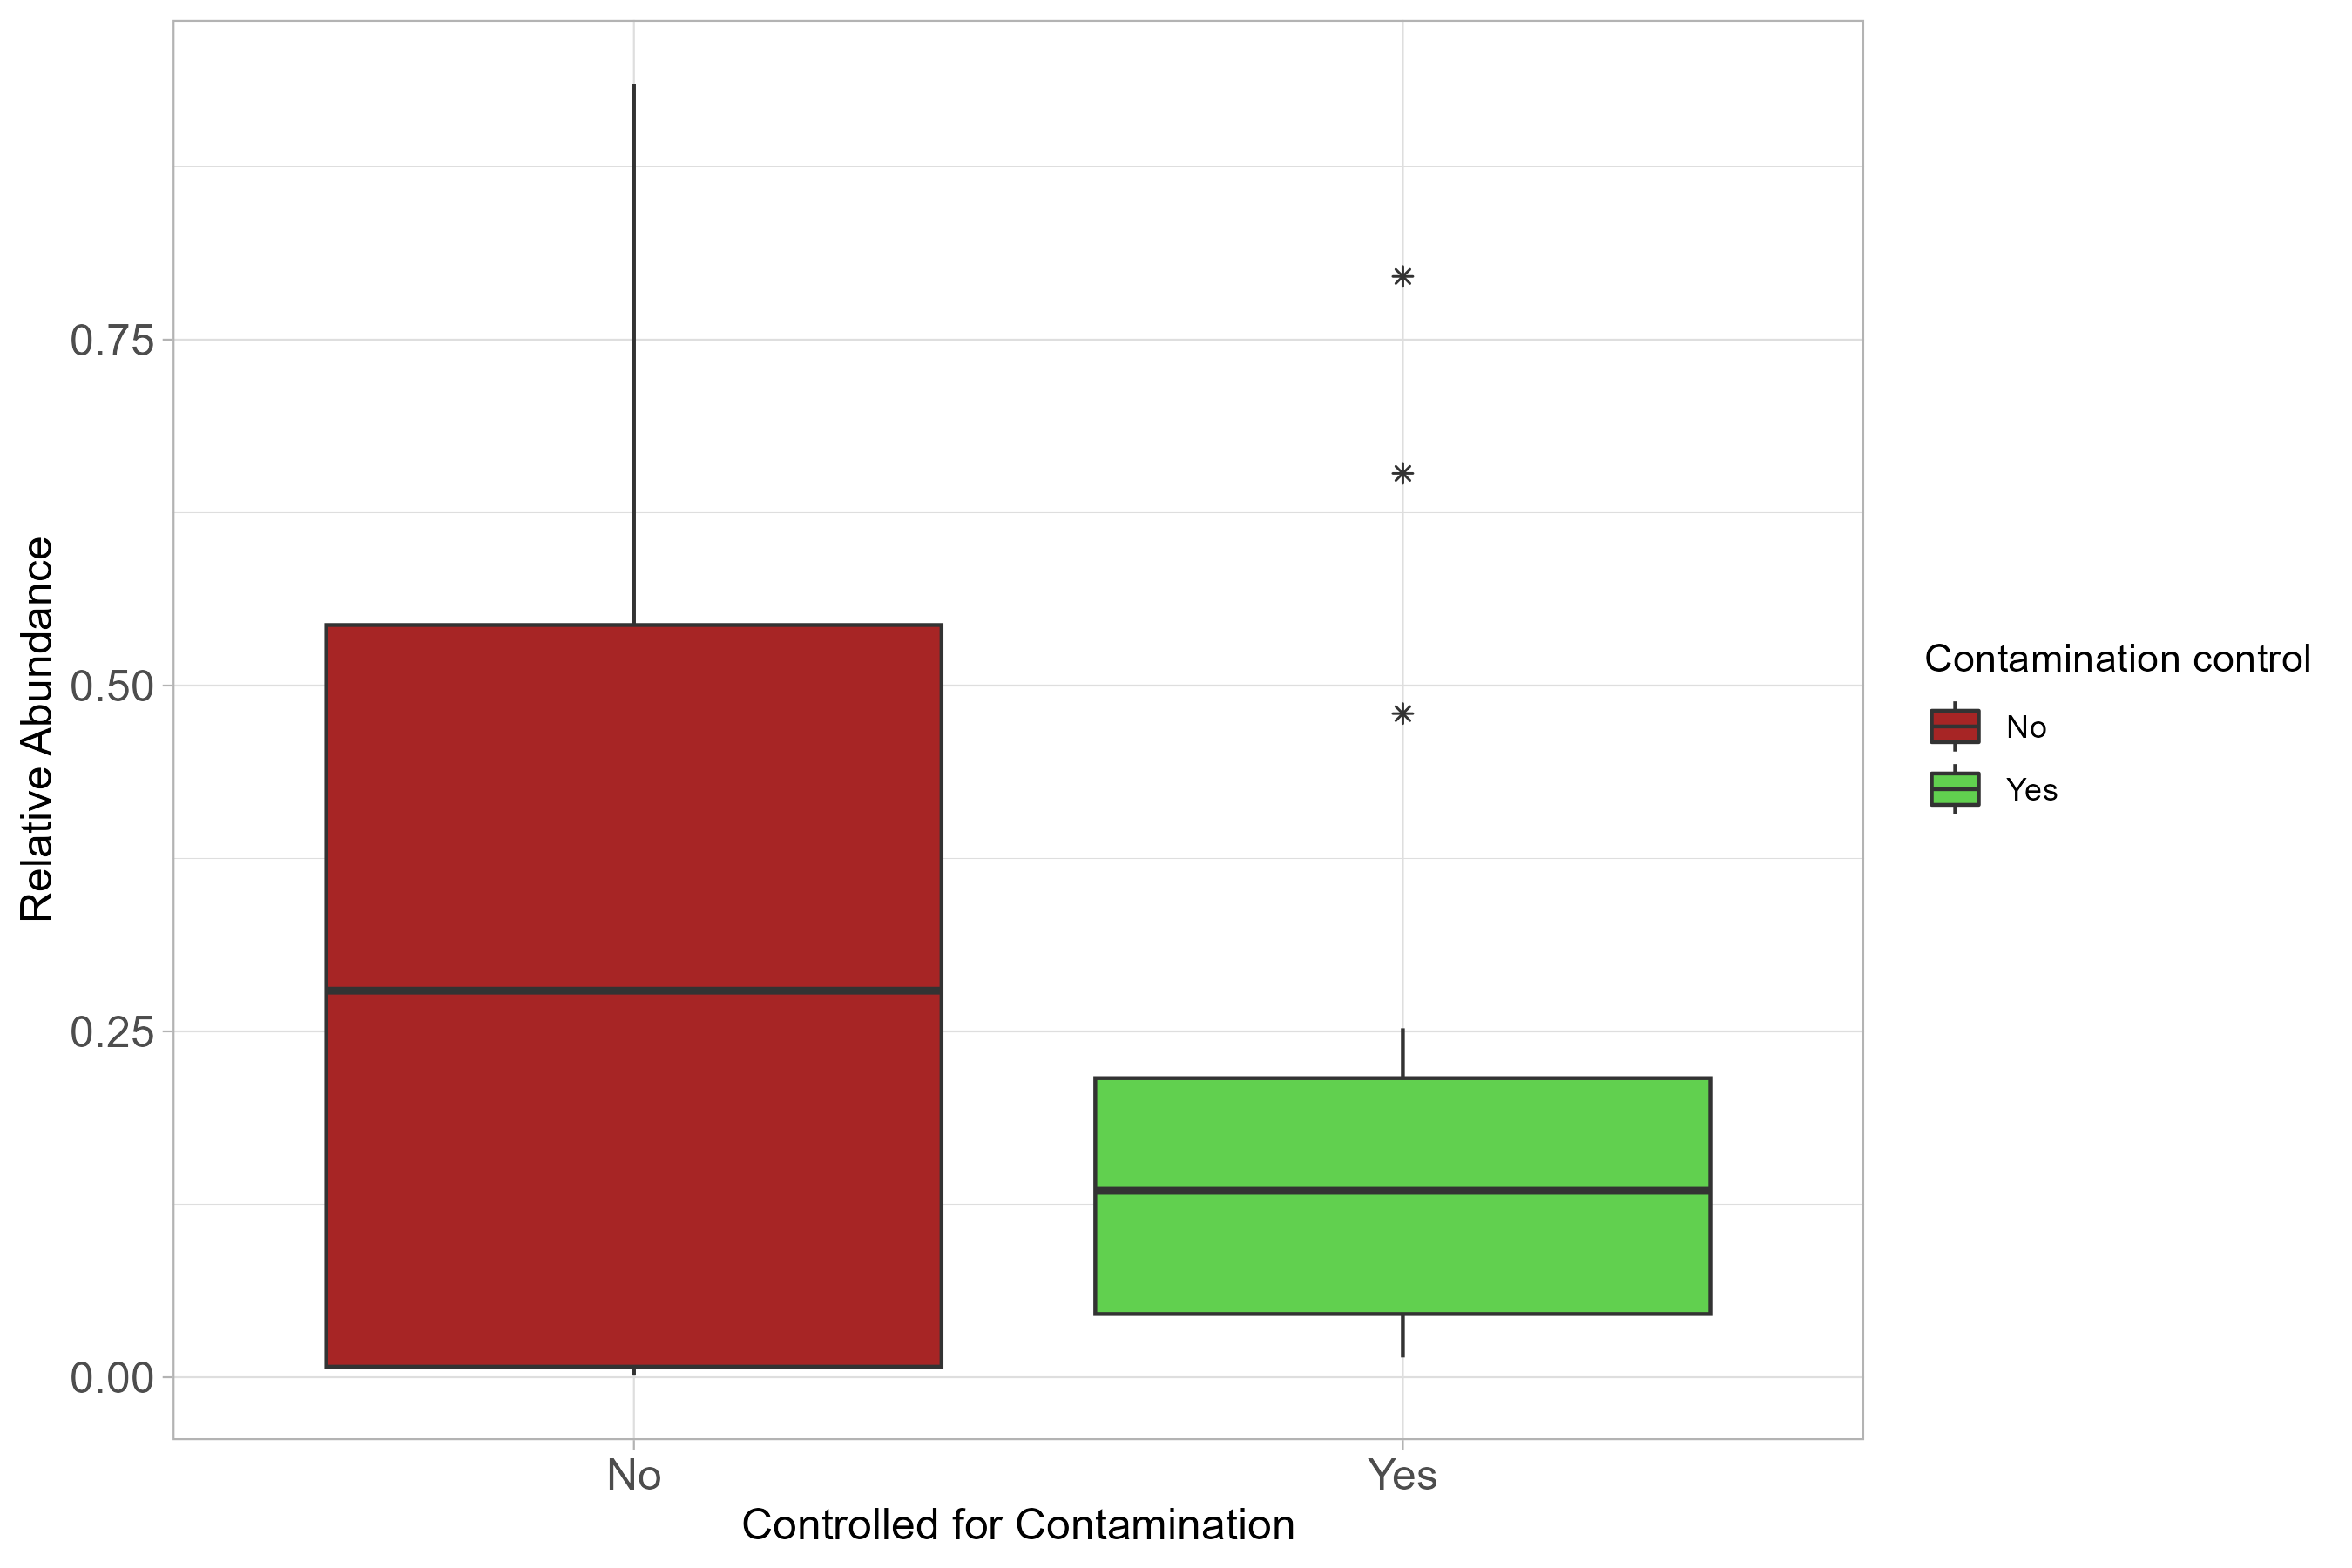 Relative Abundance
0.75
0.50
0.25
0.00
No
Yes
Controlled for Contamination
Contamination control
No
Yes